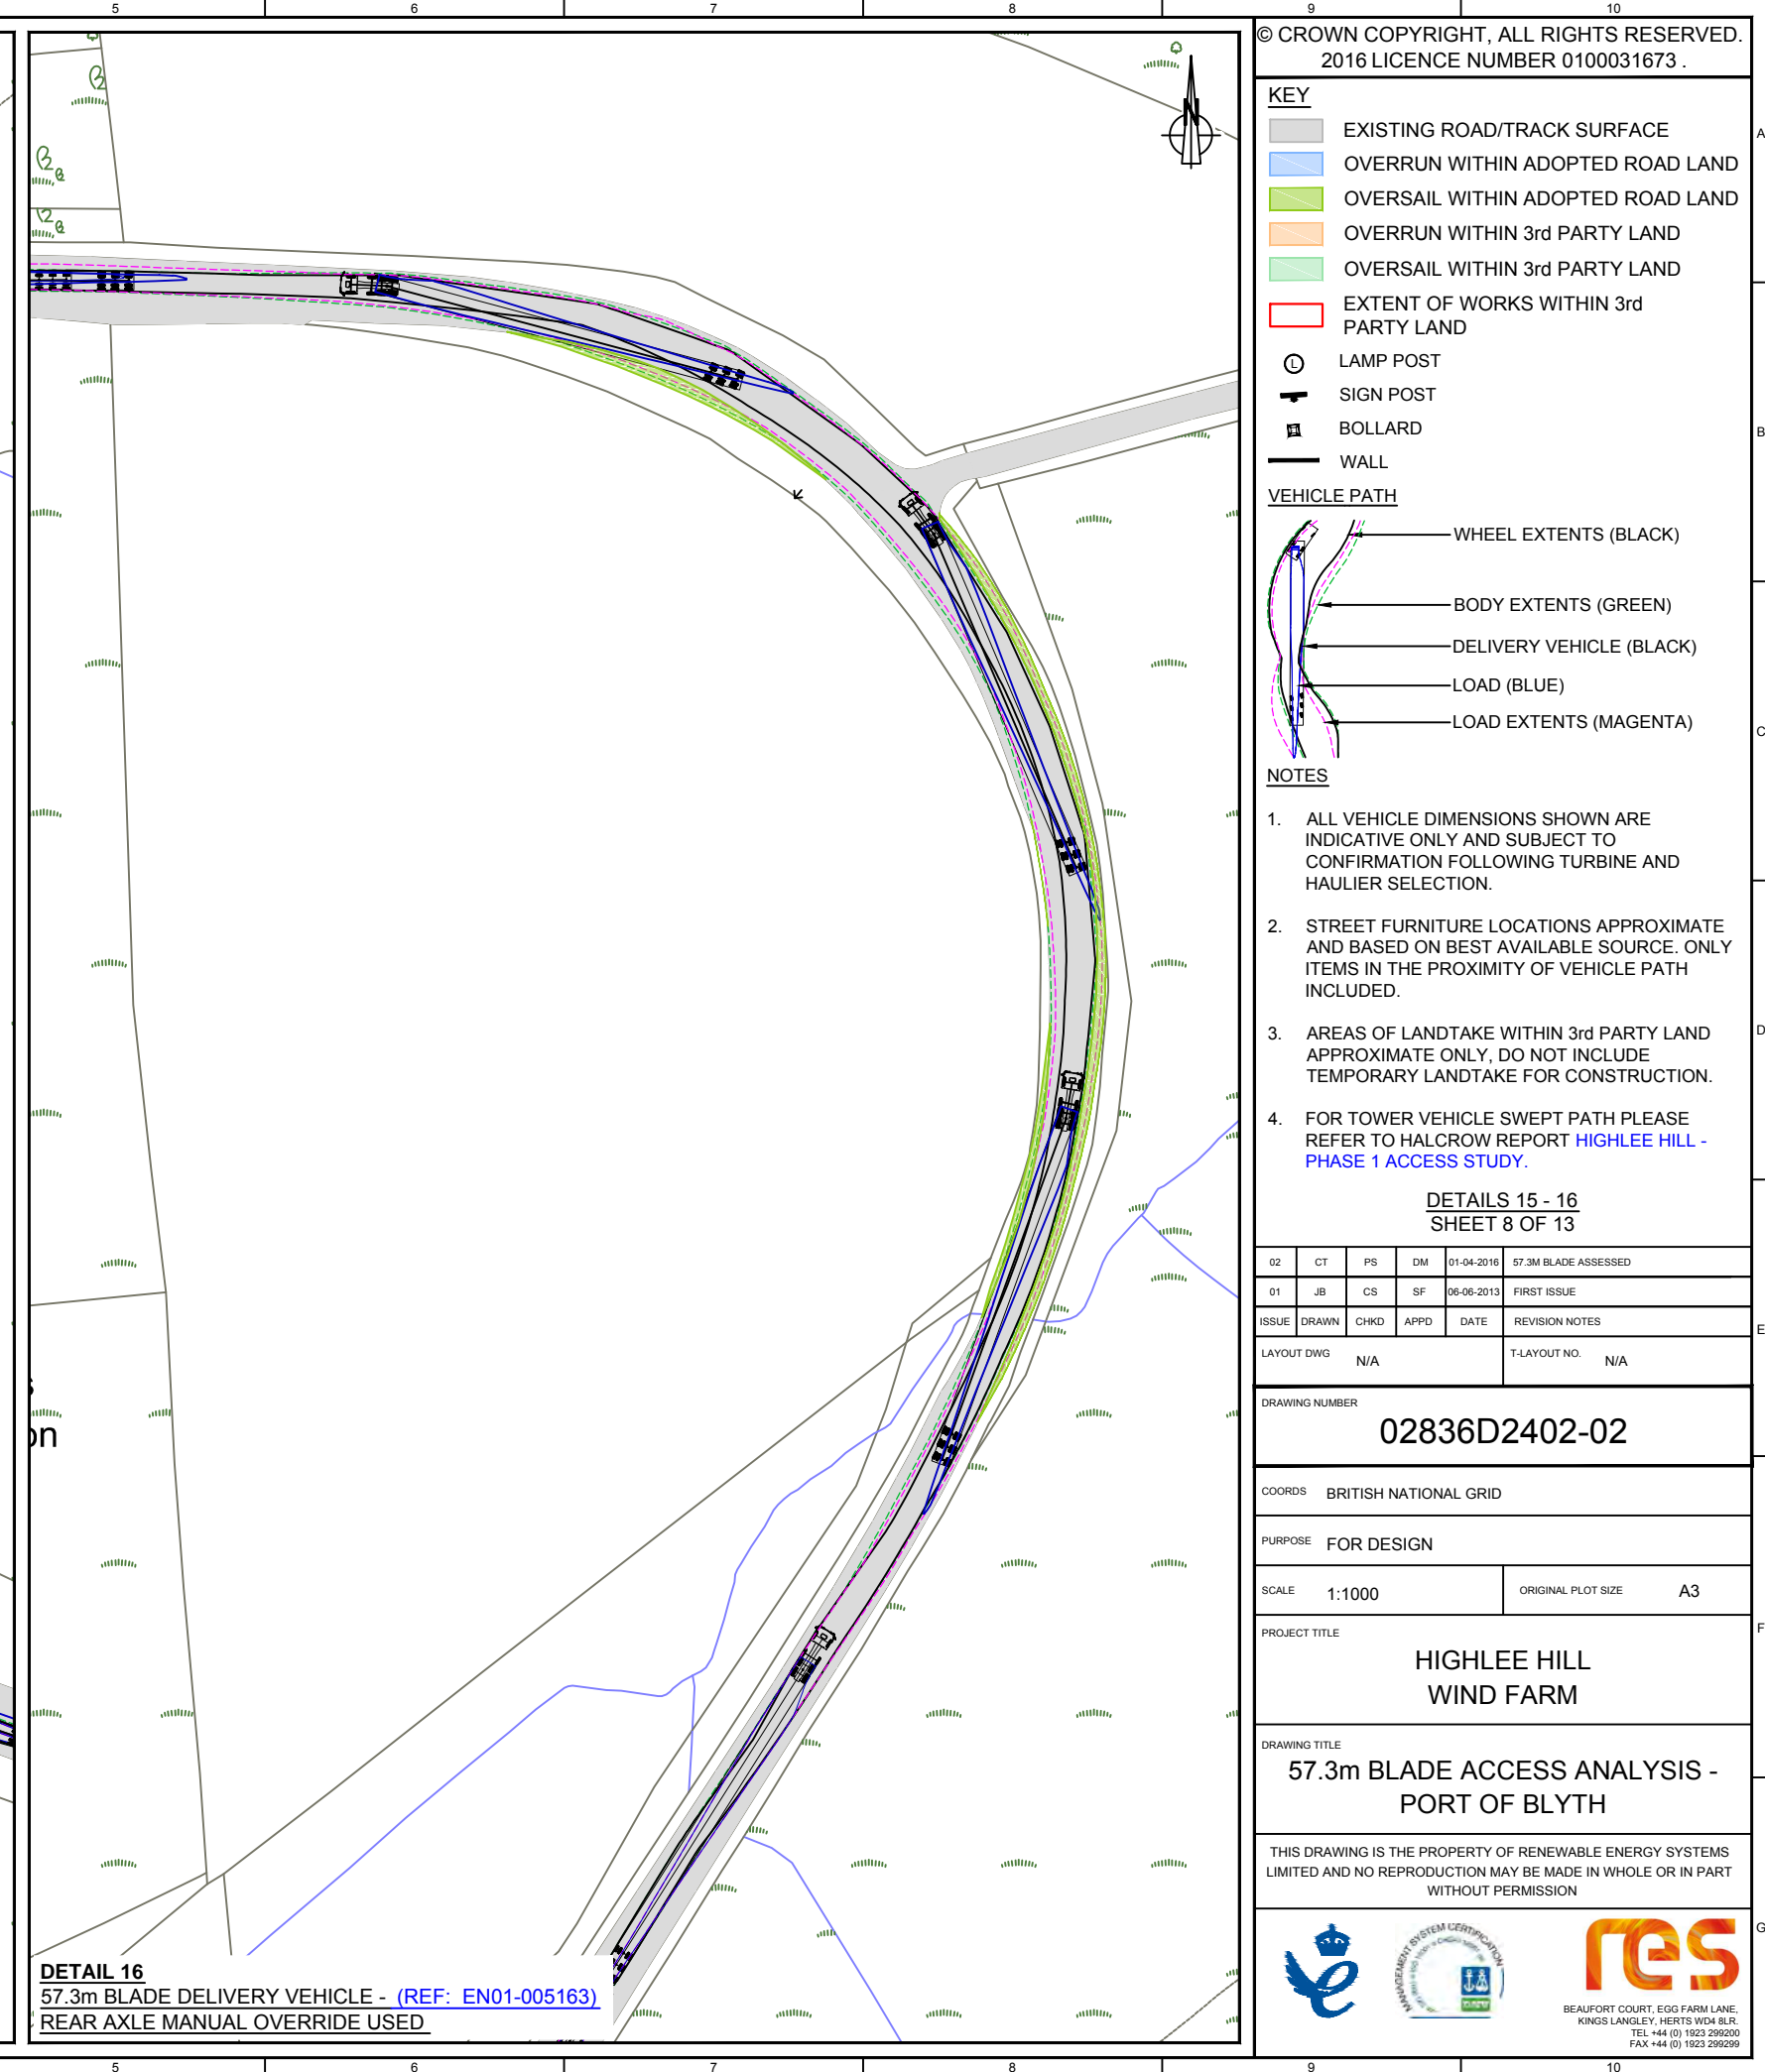 5 6 7 8 9 10
© CROWN COPYRIGHT, ALL RIGHTS RESERVED.
2016 LICENCE NUMBER 0100031673 .
KEY
EXISTING ROAD/TRACK SURFACE
OVERRUN WITHIN ADOPTED ROAD LAND
OVERSAIL WITHIN ADOPTED ROAD LAND
OVERRUN WITHIN 3rd PARTY LAND
OVERSAIL WITHIN 3rd PARTY LAND
EXTENT OF WORKS WITHIN 3rd
PARTY LAND
L LAMP POST
SIGN POST
BOLLARD
WALL
VEHICLE PATH
WHEEL EXTENTS (BLACK)
BODY EXTENTS (GREEN)
DELIVERY VEHICLE (BLACK)
LOAD (BLUE)
LOAD EXTENTS (MAGENTA)
NOTES
1. ALL VEHICLE DIMENSIONS SHOWN ARE
INDICATIVE ONLY AND SUBJECT TO
CONFIRMATION FOLLOWING TURBINE AND
HAULIER SELECTION.
2. STREET FURNITURE LOCATIONS APPROXIMATE
AND BASED ON BEST AVAILABLE SOURCE. ONLY
ITEMS IN THE PROXIMITY OF VEHICLE PATH
INCLUDED.
3. AREAS OF LANDTAKE WITHIN 3rd PARTY LAND
APPROXIMATE ONLY, DO NOT INCLUDE
TEMPORARY LANDTAKE FOR CONSTRUCTION.
4. FOR TOWER VEHICLE SWEPT PATH PLEASE
REFER TO HALCROW REPORT HIGHLEE HILL -
PHASE 1 ACCESS STUDY.
DETAILS 15 - 16
SHEET 8 OF 13
02 CT PS DM 01-04-2016 57.3M BLADE ASSESSED
01 JB CS SF 06-06-2013 FIRST ISSUE
ISSUE DRAWN CHKD APPD DATE REVISION NOTES
LAYOUT DWG N/A T-LAYOUT NO. N/A
DRAWING NUMBER
02836D2402-02
COORDS BRITISH NATIONAL GRID
PURPOSE FOR DESIGN
SCALE 1:1000 ORIGINAL PLOT SIZE A3
PROJECT TITLE
HIGHLEE HILL
WIND FARM
DRAWING TITLE
57.3m BLADE ACCESS ANALYSIS -
PORT OF BLYTH
THIS DRAWING IS THE PROPERTY OF RENEWABLE ENERGY SYSTEMS
LIMITED AND NO REPRODUCTION MAY BE MADE IN WHOLE OR IN PART
WITHOUT PERMISSION
MANAGEMENT SYSTEM CERTIFICATION
res
BEAUFORT COURT, EGG FARM LANE,
KINGS LANGLEY, HERTS WD4 8LR.
TEL +44 (0) 1923 299200
FAX +44 (0) 1923 299299
N
on
DETAIL 16
57.3m BLADE DELIVERY VEHICLE - (REF: EN01-005163)
REAR AXLE MANUAL OVERRIDE USED
A
B
C
D
E
F
G
5 6 7 8 9 10